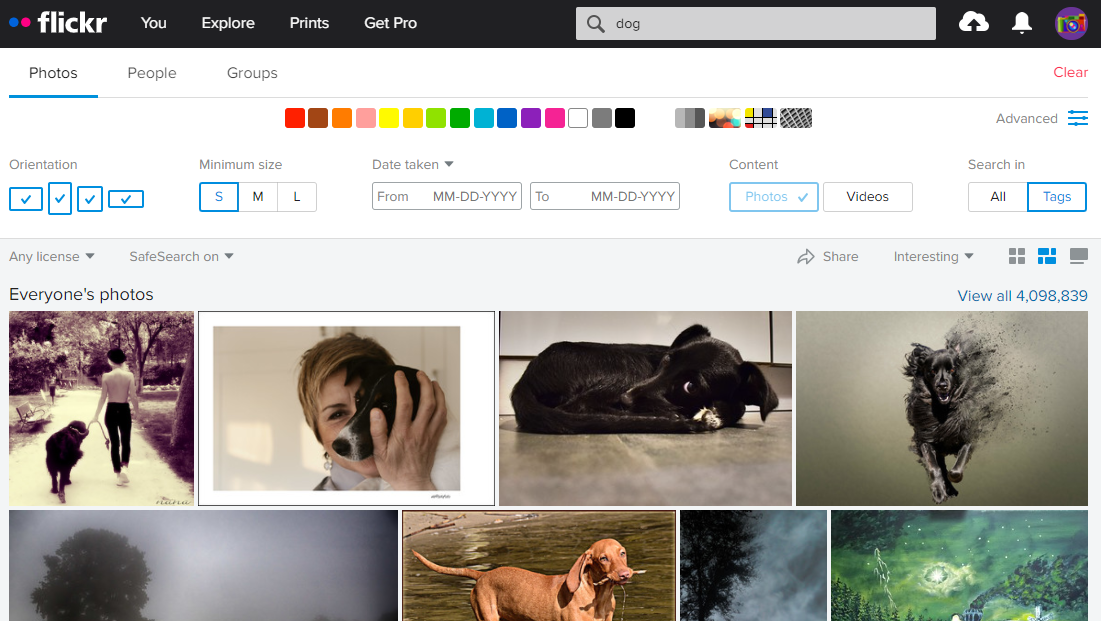 flickr You Explore Prints Get Pro dog
Photos People Groups Clear
Advanced
Orientation Minimum size Date taken Content Search in
S M L From MM-DD-YYYY To MM-DD-YYYY Photos Videos All Tags
Any license SafeSearch on Share Interesting
Everyone's photos View all 4,098,839
nana